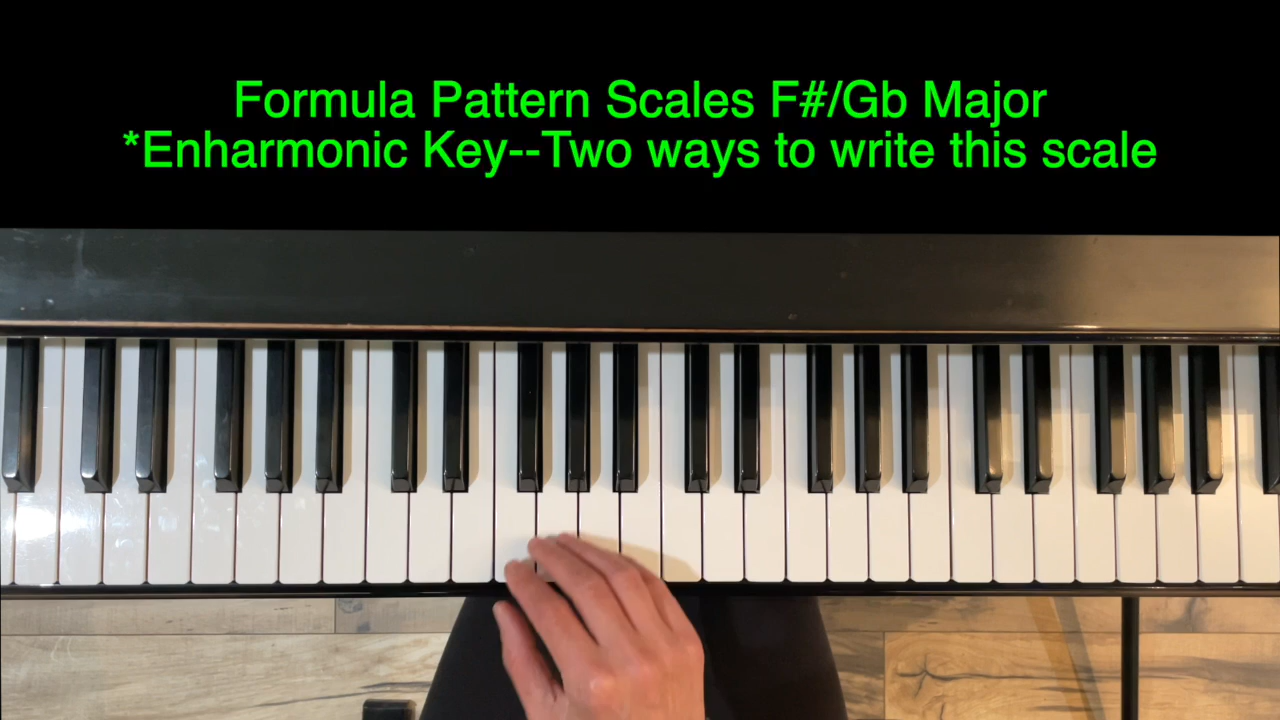 Formula Pattern Scales F#/Gb Major
*Enharmonic Key--Two ways to write this scale